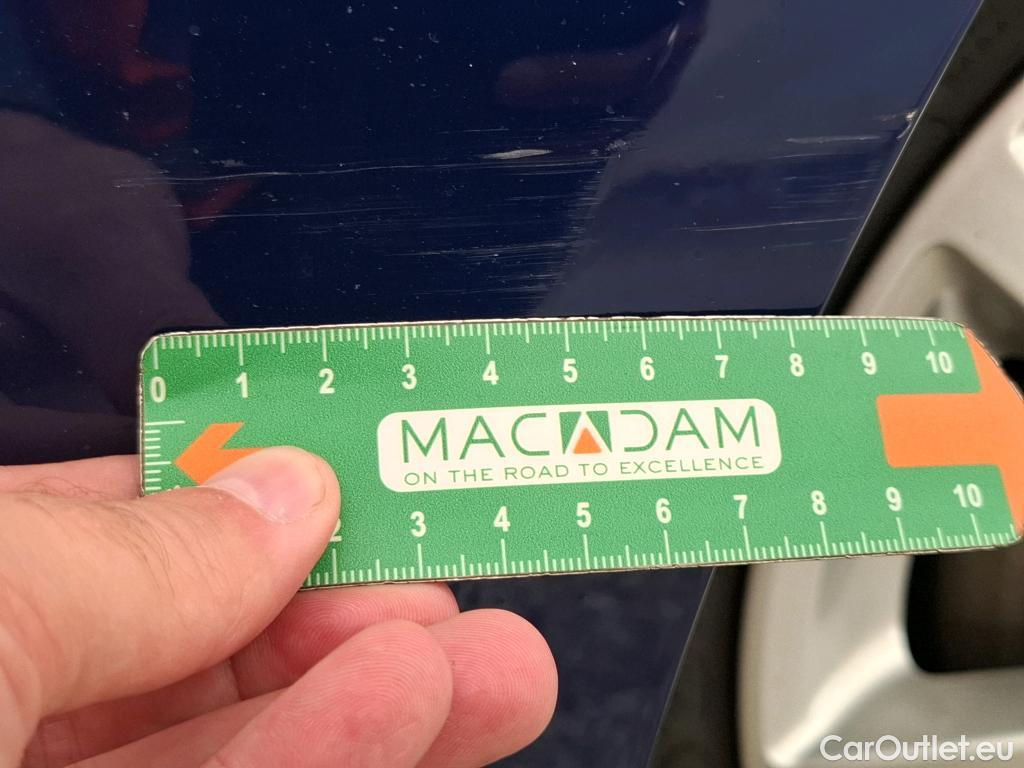 0 1 2 3 4 5 6 7 8 9 10
MACADAM
ON THE ROAD TO EXCELLENCE
2 3 4 5 6 7 8 9 10
CarOutlet.eu